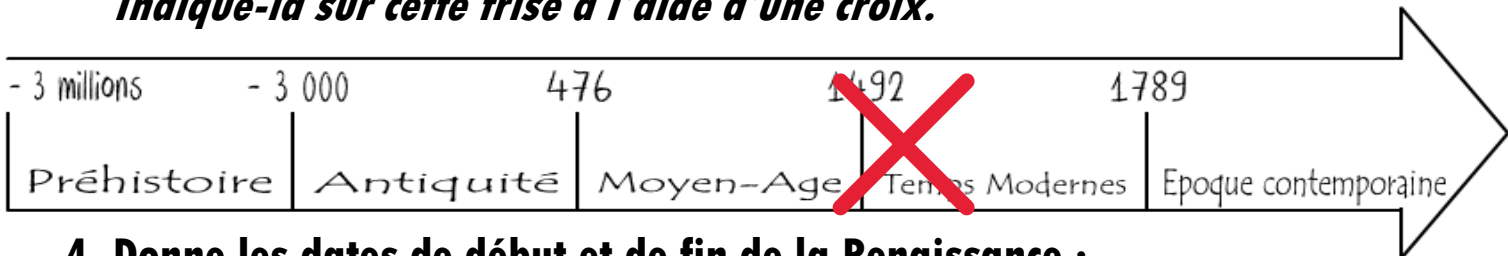 Indique-la sur cette frise à l'aide d'une croix.
- 3 millions - 3 000 476 1492 1789
Préhistoire Antiquité Moyen-Age Temps Modernes Epoque contemporaine
4. Donne les dates de début et de fin de la Renaissance :